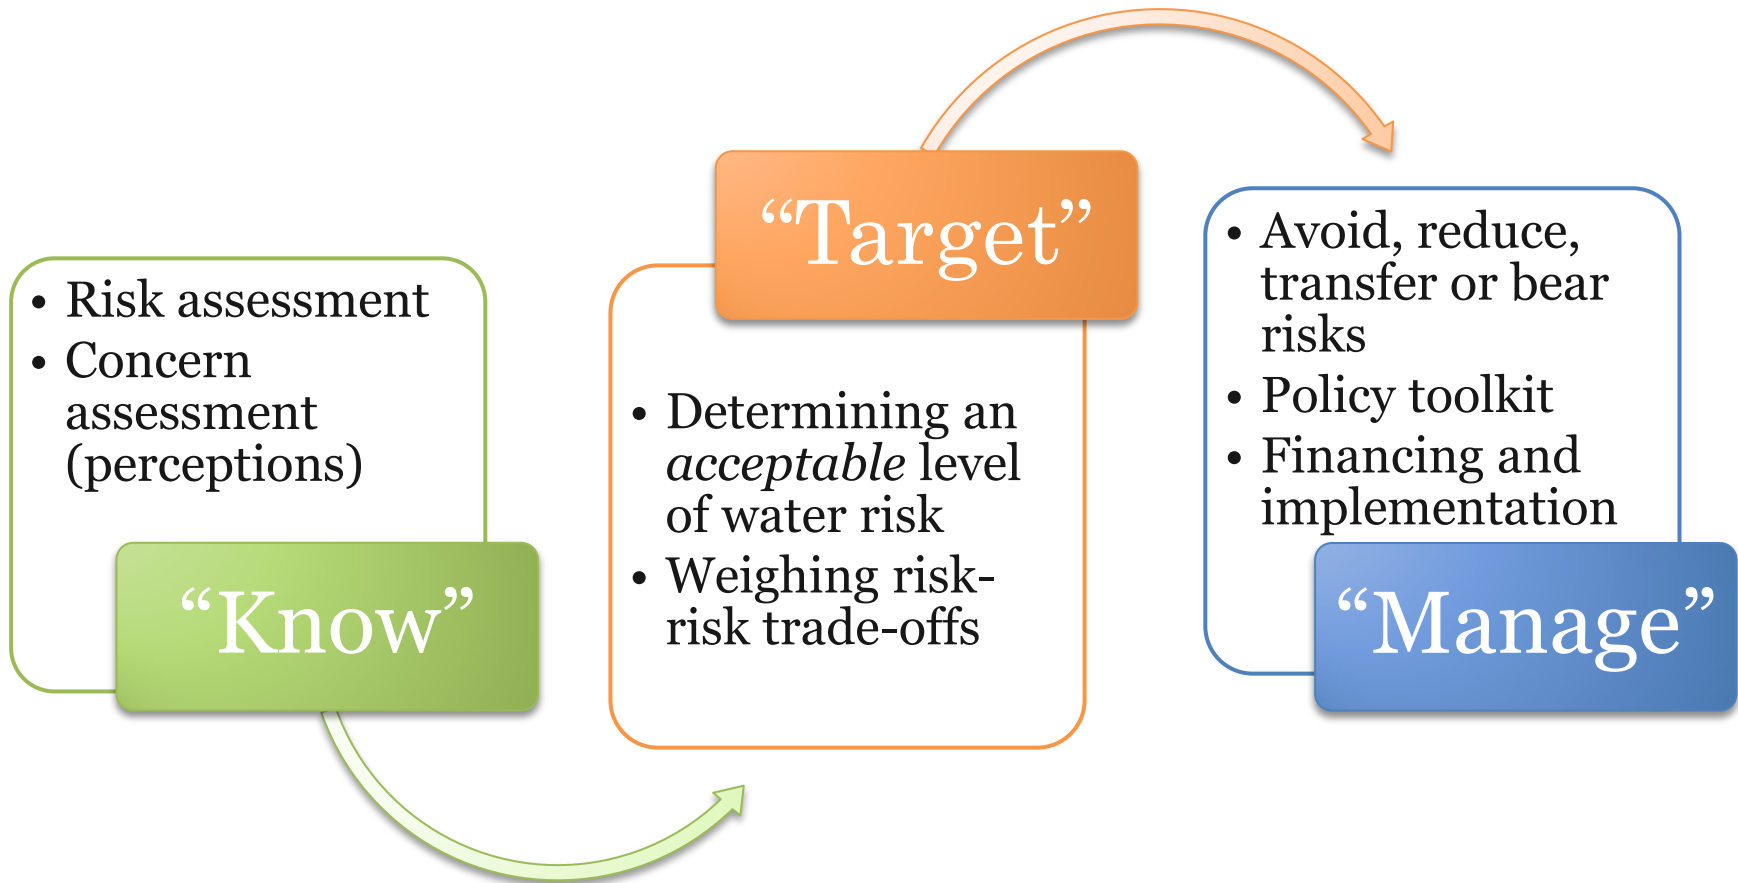 • Risk assessment
• Concern
assessment
(perceptions)
“Know”
“Target”
• Determining an
acceptable level
of water risk
• Weighing risk-
risk trade-offs
• Avoid, reduce,
transfer or bear
risks
• Policy toolkit
• Financing and
implementation
“Manage”